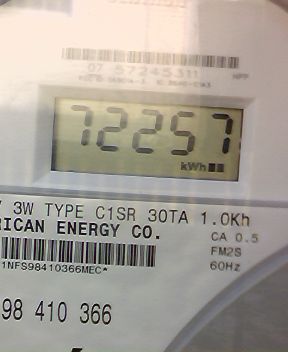 07 57245311
72257
kWh
3W TYPE C1SR 30TA 1.0Kh
RICAN ENERGY CO.
CA 0.5
FM2S
60Hz
1NFS98410366MEC*
98 410 366